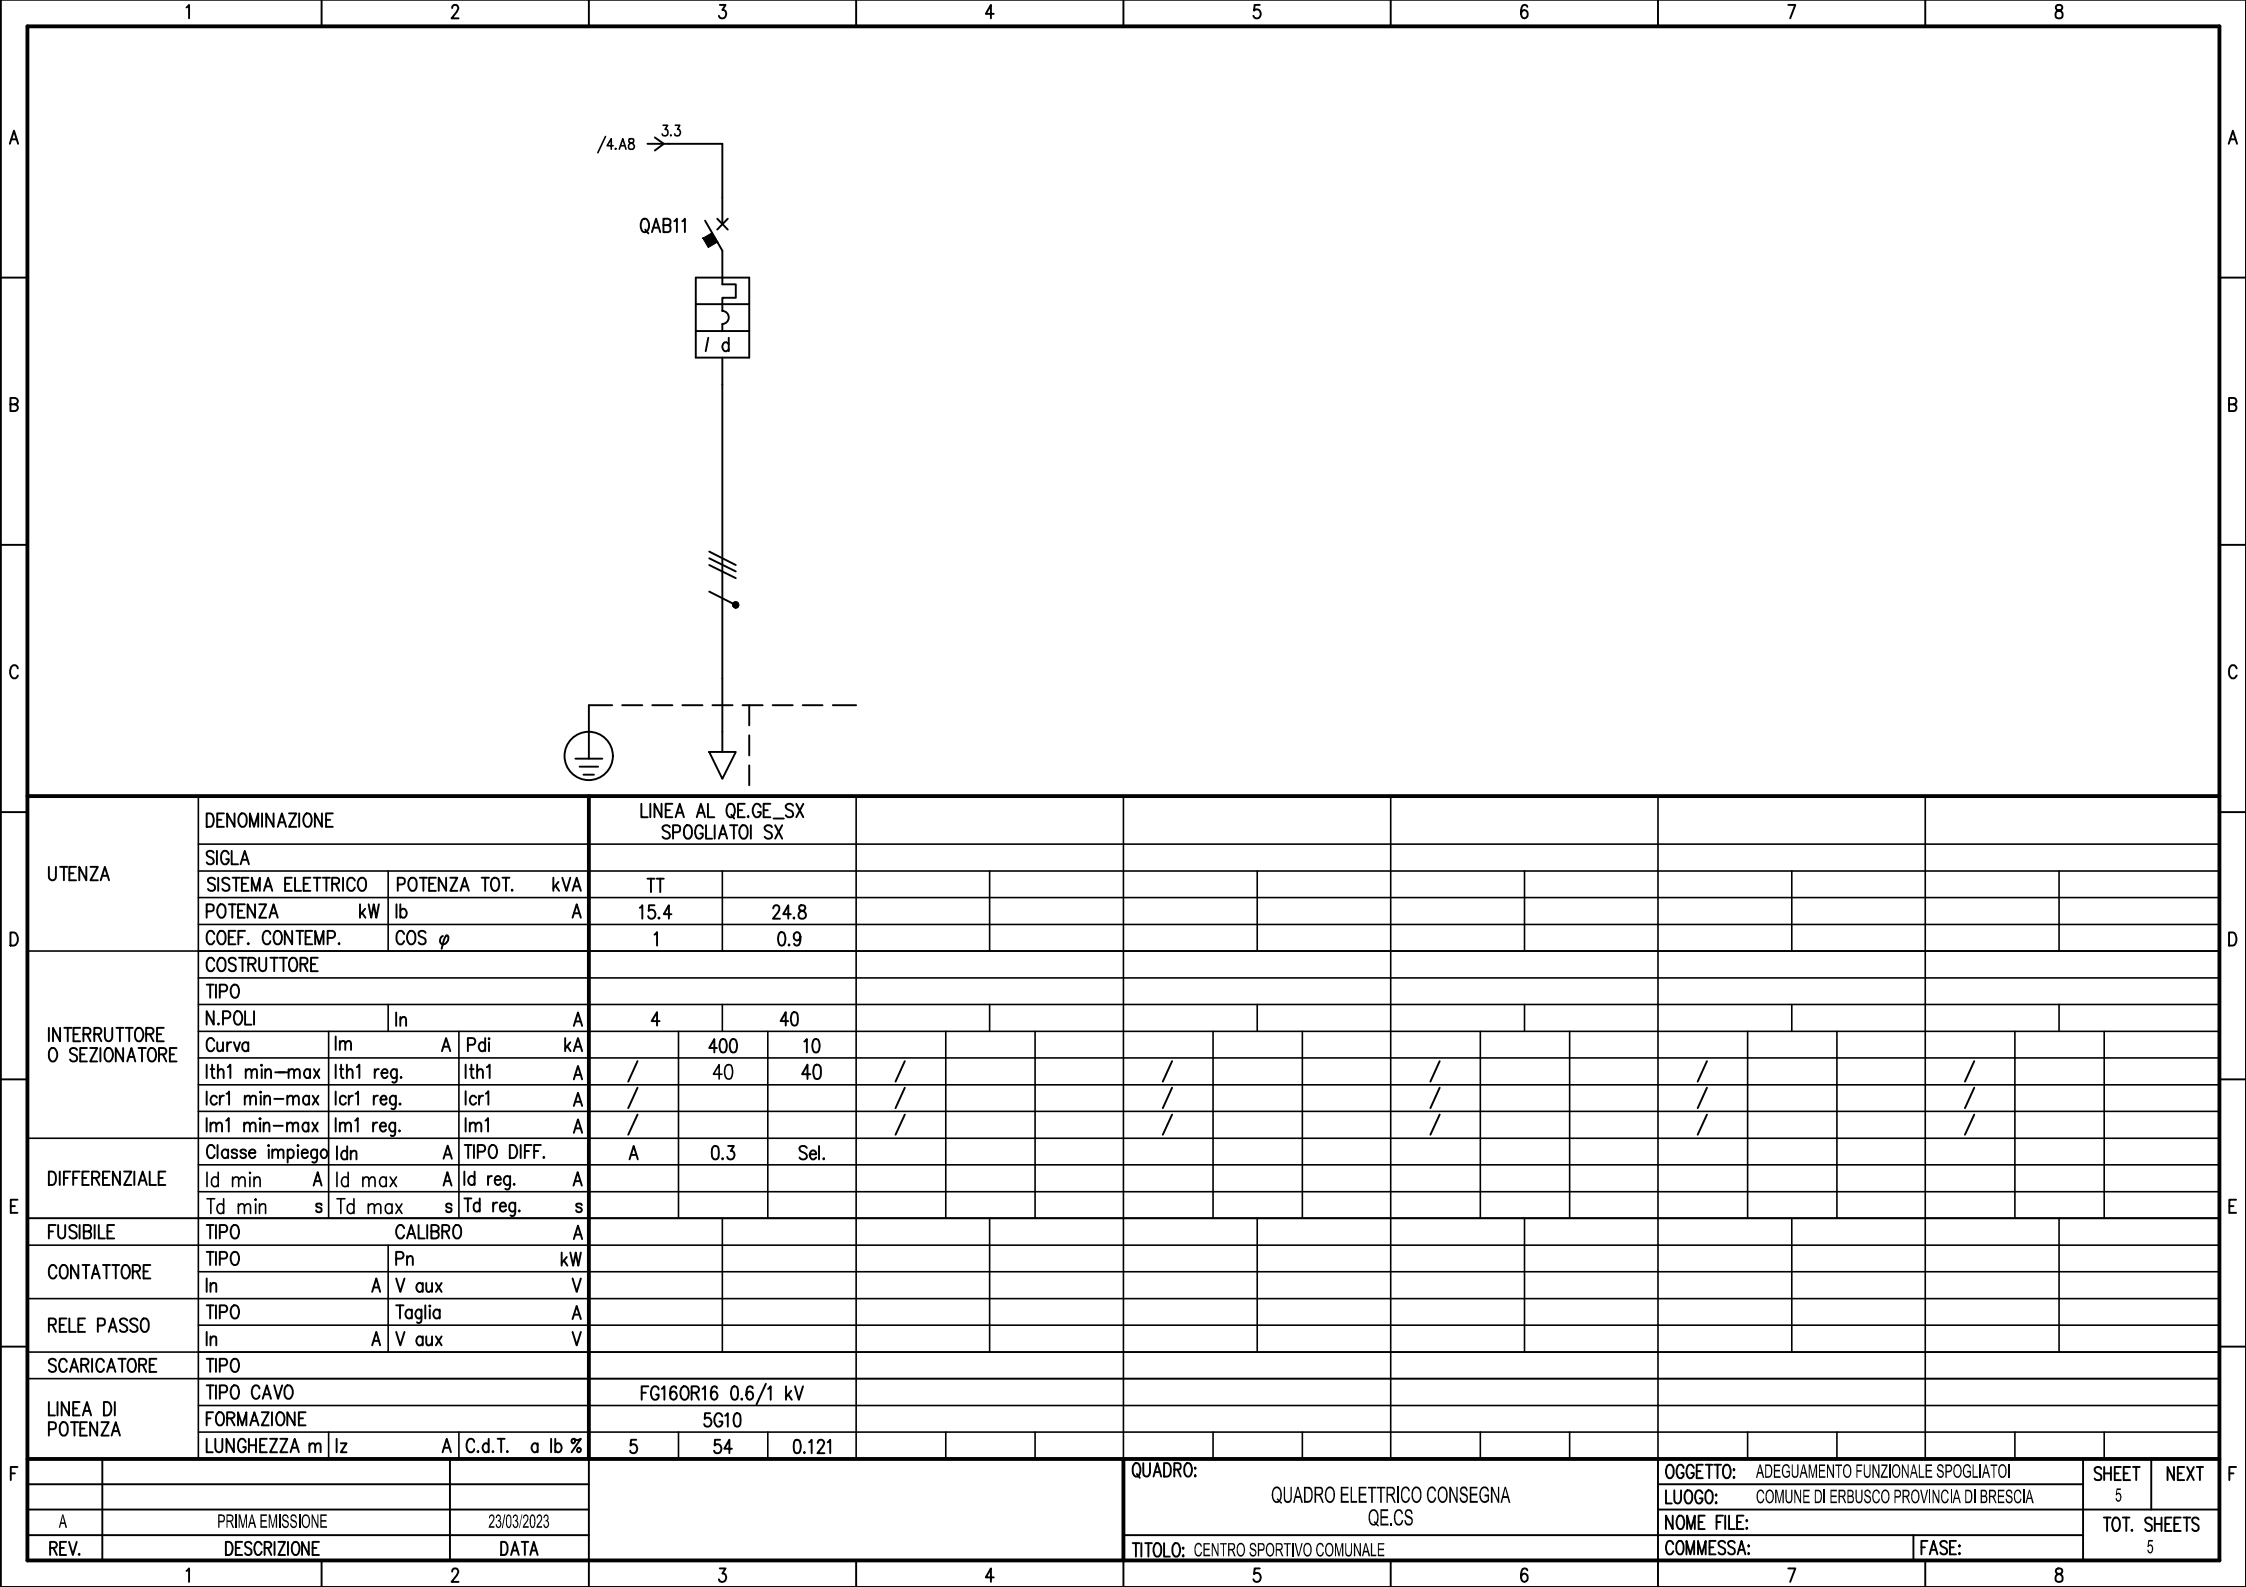 1 2 3 4 5 6 7 8
A A
/4.A8 3.3
QAB11
I d
B B
C C
UTENZA DENOMINAZIONE LINEA AL QE.GE_SX
SPOGLIATOI SX
SIGLA
SISTEMA ELETTRICO POTENZA TOT. kVA TT
POTENZA kW Ib A 15.4 24.8
D COEF. CONTEMP. COS φ 1 0.9 D
INTERRUTTORE
O SEZIONATORE
COSTRUTTORE
TIPO
N.POLI In A 4 40
Curva Im A Pdi kA 400 10
Ith1 min-max Ith1 reg. Ith1 A / 40 40 / / / / /
Icr1 min-max Icr1 reg. Icr1 A / / / / / /
Im1 min-max Im1 reg. Im1 A / / / / / /
DIFFERENZIALE Classe impiego Idn A TIPO DIFF. A 0.3 Sel.
Id min A Id max A Id reg. A
E Td min s Td max s Td reg. s E
FUSIBILE TIPO CALIBRO A
CONTATTORE TIPO Pn kW
In A V aux V
RELE PASSO TIPO Taglia A
In A V aux V
SCARICATORE TIPO
LINEA DI
POTENZA
TIPO CAVO FG16OR16 0.6/1 kV
FORMAZIONE 5G10
LUNGHEZZA m Iz A C.d.T. a Ib % 5 54 0.121
F F
A PRIMA EMISSIONE 23/03/2023
REV. DESCRIZIONE DATA
QUADRO:
QUADRO ELETTRICO CONSEGNA
QE.CS
TITOLO: CENTRO SPORTIVO COMUNALE
OGGETTO: ADEGUAMENTO FUNZIONALE SPOGLIATOI
LUOGO: COMUNE DI ERBUSCO PROVINCIA DI BRESCIA
NOME FILE:
COMMESSA: FASE:
SHEET NEXT
5
TOT. SHEETS
5
1 2 3 4 5 6 7 8